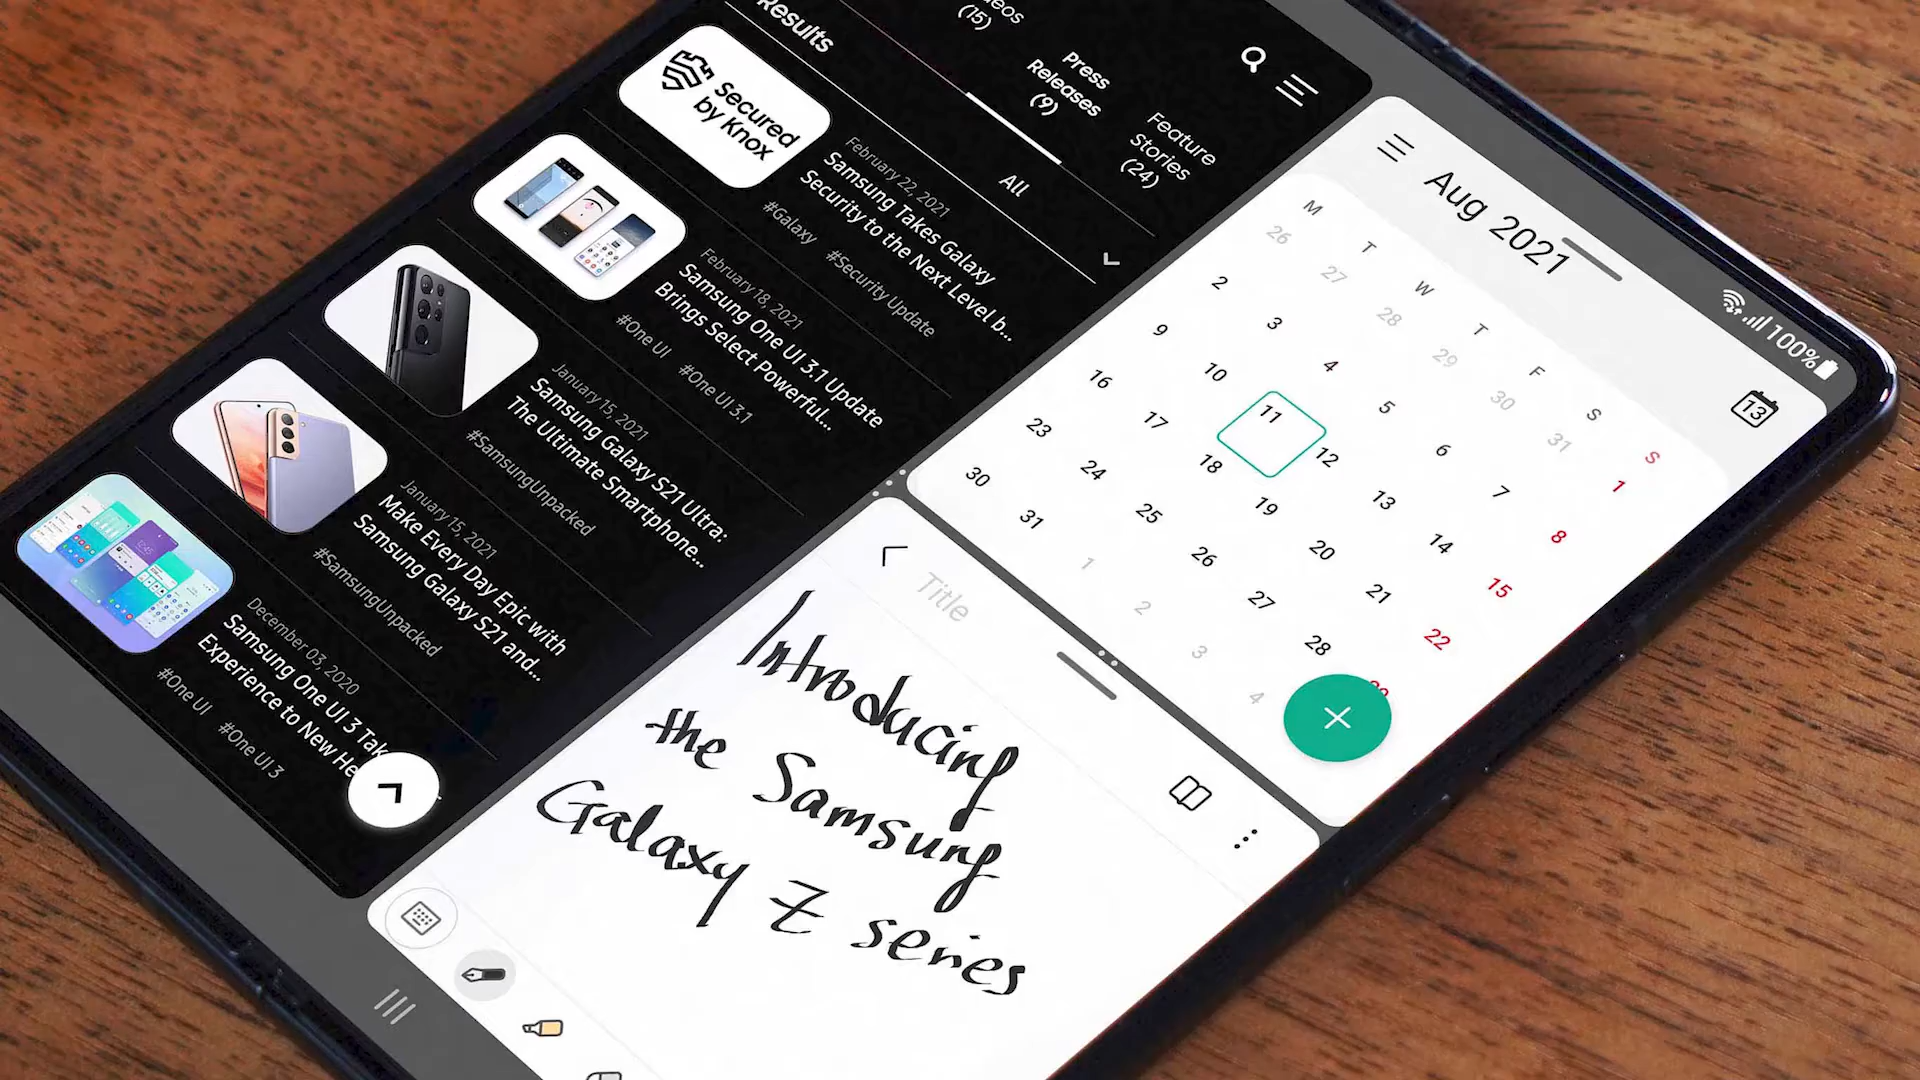 Results
(15)
Press
Releases
(9)
Feature
Stories
(24)
All
Secured
by Knox
February 22, 2021
Samsung Takes Galaxy
Security to the Next Level b...
#Galaxy #Security Update
February 18, 2021
Samsung One UI 3.1 Update
Brings Select Powerful...
#One UI #One UI 3.1
January 15, 2021
Samsung Galaxy S21 Ultra:
The Ultimate Smartphone...
#SamsungUnpacked
January 15, 2021
Make Every Day Epic with
Samsung Galaxy S21 and...
#SamsungUnpacked
December 03, 2020
Samsung One UI 3 Tak
Experience to New He
#One UI #One UI 3
100%
Aug 2021
13
M T W T F S S
26 27 28 29 30 31 1
2 3 4 5 6 7 8
9 10 11 12 13 14 15
16 17 18 19 20 21 22
23 24 25 26 27 28
30 31 1 2 3 4
Title
Introducing
the Samsung
Galaxy Z series